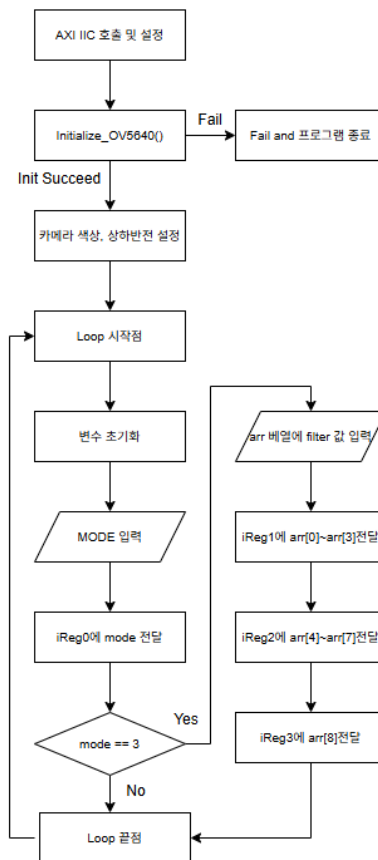 AXI IIC 호출 및 설정
Initialize_OV5640()
Fail
Fail and 프로그램 종료
Init Succeed
카메라 색상, 상하반전 설정
Loop 시작점
변수 초기화
arr 베열에 filter 값 입력
MODE 입력
iReg1에 arr[0]~arr[3]전달
iReg0에 mode 전달
iReg2에 arr[4]~arr[7]전달
Yes
mode == 3
iReg3에 arr[8]전달
No
Loop 끝점